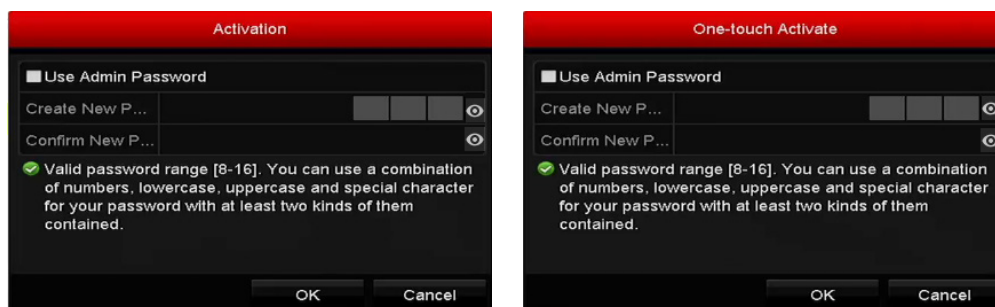 Activation
Use Admin Password
Create New P...
Confirm New P...
Valid password range [8-16]. You can use a combination
of numbers, lowercase, uppercase and special character
for your password with at least two kinds of them
contained.
OK Cancel
One-touch Activate
Use Admin Password
Create New P...
Confirm New P...
Valid password range [8-16]. You can use a combination
of numbers, lowercase, uppercase and special character
for your password with at least two kinds of them
contained.
OK Cancel